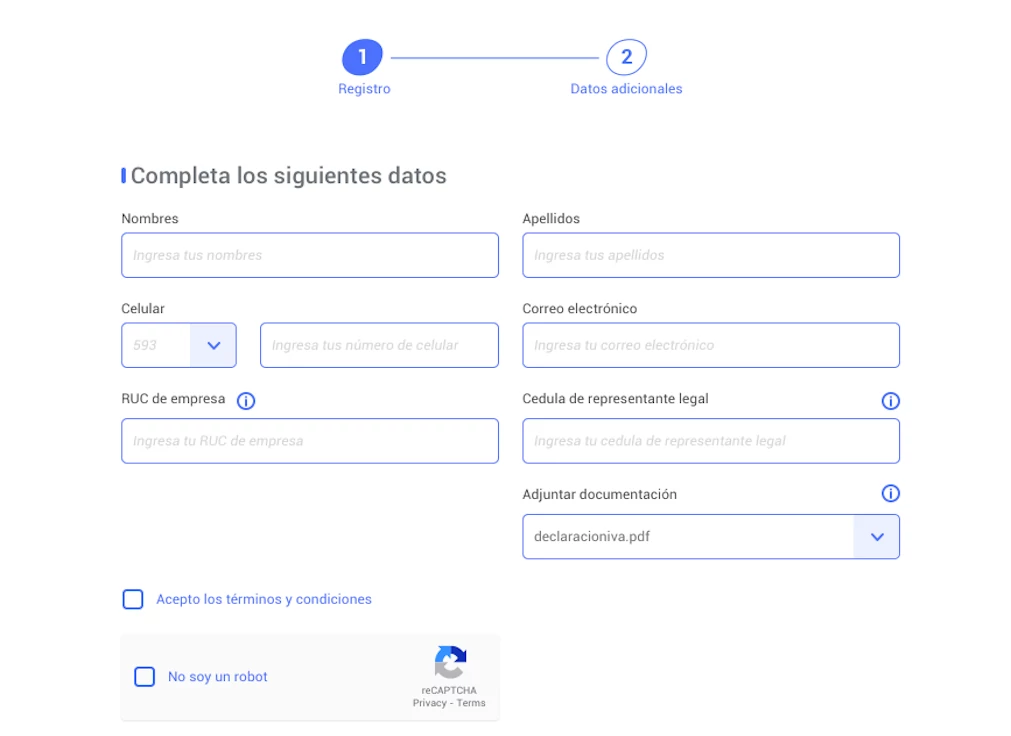 1
2
Registro
Datos adicionales
Completa los siguientes datos
Nombres
Apellidos
Ingresa tus nombres
Ingresa tus apellidos
Celular
Correo electrónico
593
Ingresa tus número de celular
Ingresa tu correo electrónico
RUC de empresa
Cedula de representante legal
Ingresa tu RUC de empresa
Ingresa tu cedula de representante legal
Adjuntar documentación
declaracioniva.pdf
Acepto los términos y condiciones
No soy un robot
reCAPTCHA
Privacy - Terms